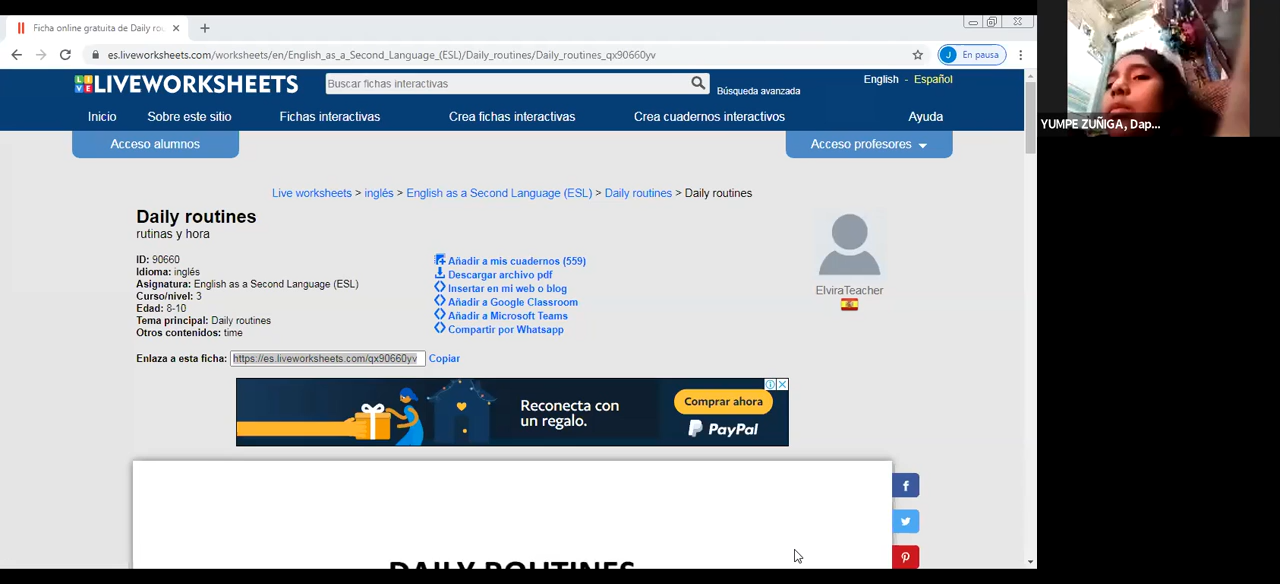 Ficha online gratuita de Daily rou
es.liveworksheets.com/worksheets/en/English_as_a_Second_Language_(ESL)/Daily_routines/Daily_routines_qx90660yv
J En pausa
LIVEWORKSHEETS
Buscar fichas interactivas
Búsqueda avanzada
English - Español
Inicio
Sobre este sitio
Fichas interactivas
Crea fichas interactivas
Crea cuadernos interactivos
Ayuda
Acceso alumnos
Acceso profesores
Live worksheets > inglés > English as a Second Language (ESL) > Daily routines > Daily routines
Daily routines
rutinas y hora
ID: 90660
Idioma: inglés
Asignatura: English as a Second Language (ESL)
Curso/nivel: 3
Edad: 8-10
Tema principal: Daily routines
Otros contenidos: time
Añadir a mis cuadernos (559)
Descargar archivo pdf
Insertar en mi web o blog
Añadir a Google Classroom
Añadir a Microsoft Teams
Compartir por Whatsapp
ElviraTeacher
Enlaza a esta ficha: https://es.liveworksheets.com/qx90660yv Copiar
Reconecta con
un regalo.
Comprar ahora
PayPal
DAILY ROUTINES
YUMPE ZUÑIGA, Dap...